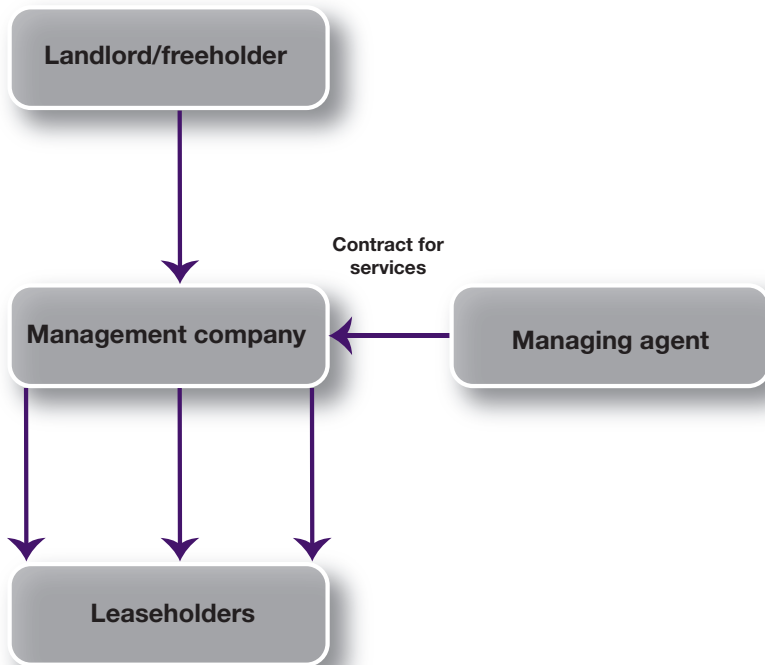 Landlord/freeholder
Contract for
services
Management company
Managing agent
Leaseholders